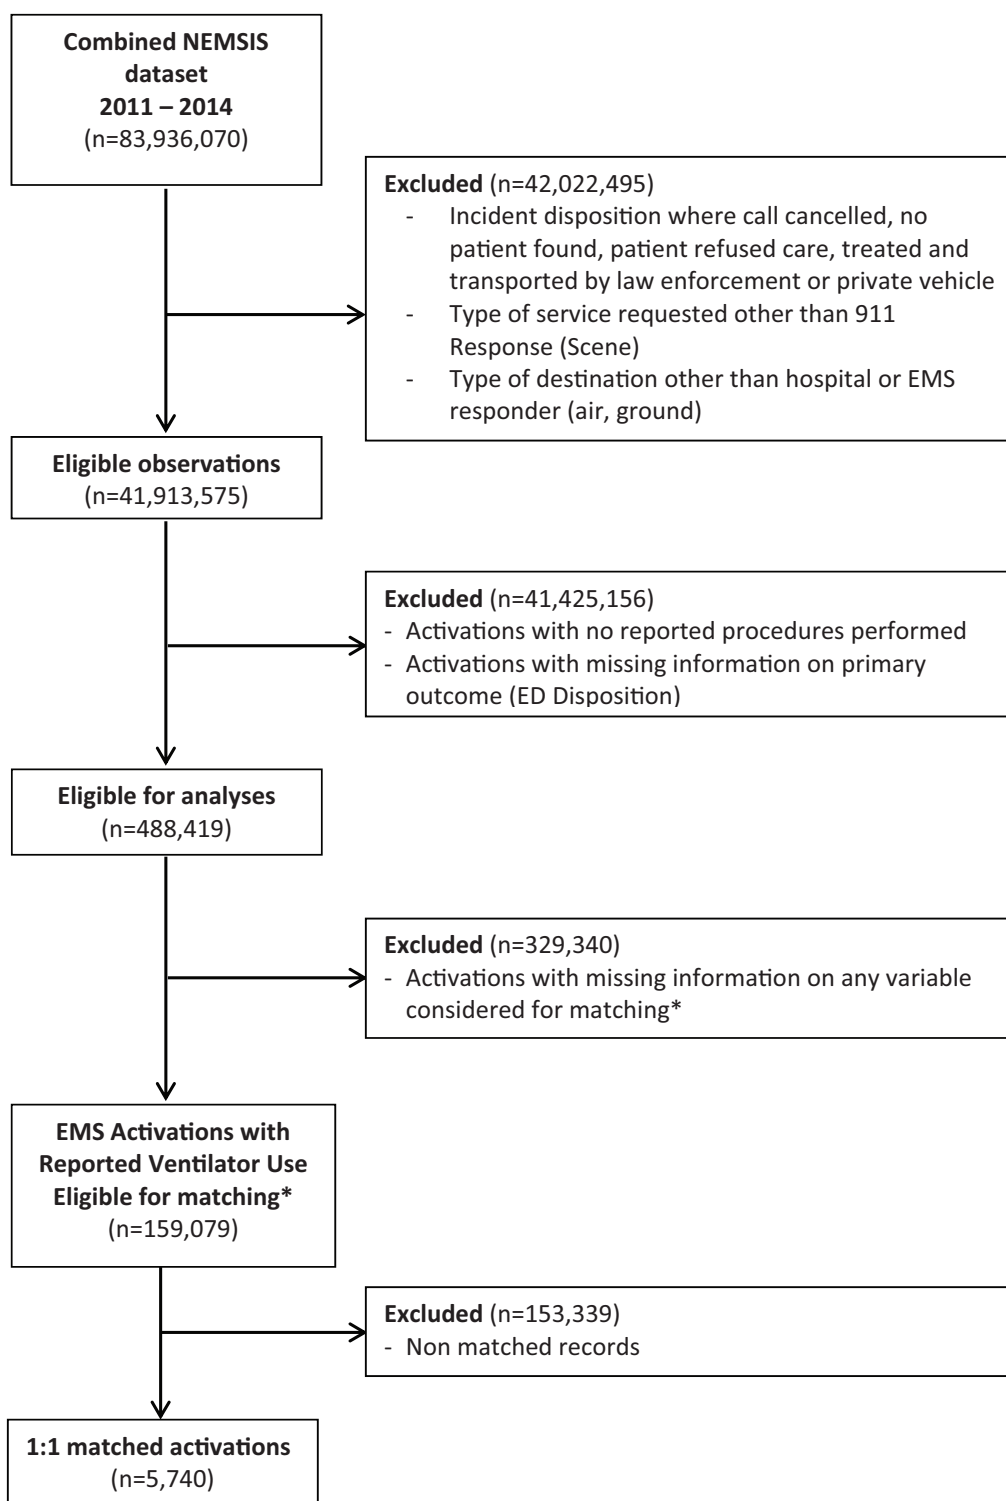 Combined NEMSIS
dataset
2011 – 2014
(n=83,936,070)
Excluded (n=42,022,495)
- Incident disposition where call cancelled, no
patient found, patient refused care, treated and
transported by law enforcement or private vehicle
- Type of service requested other than 911
Response (Scene)
- Type of destination other than hospital or EMS
responder (air, ground)
Eligible observations
(n=41,913,575)
Excluded (n=41,425,156)
- Activations with no reported procedures performed
- Activations with missing information on primary
outcome (ED Disposition)
Eligible for analyses
(n=488,419)
Excluded (n=329,340)
- Activations with missing information on any variable
considered for matching*
EMS Activations with
Reported Ventilator Use
Eligible for matching*
(n=159,079)
Excluded (n=153,339)
- Non matched records
1:1 matched activations
(n=5,740)